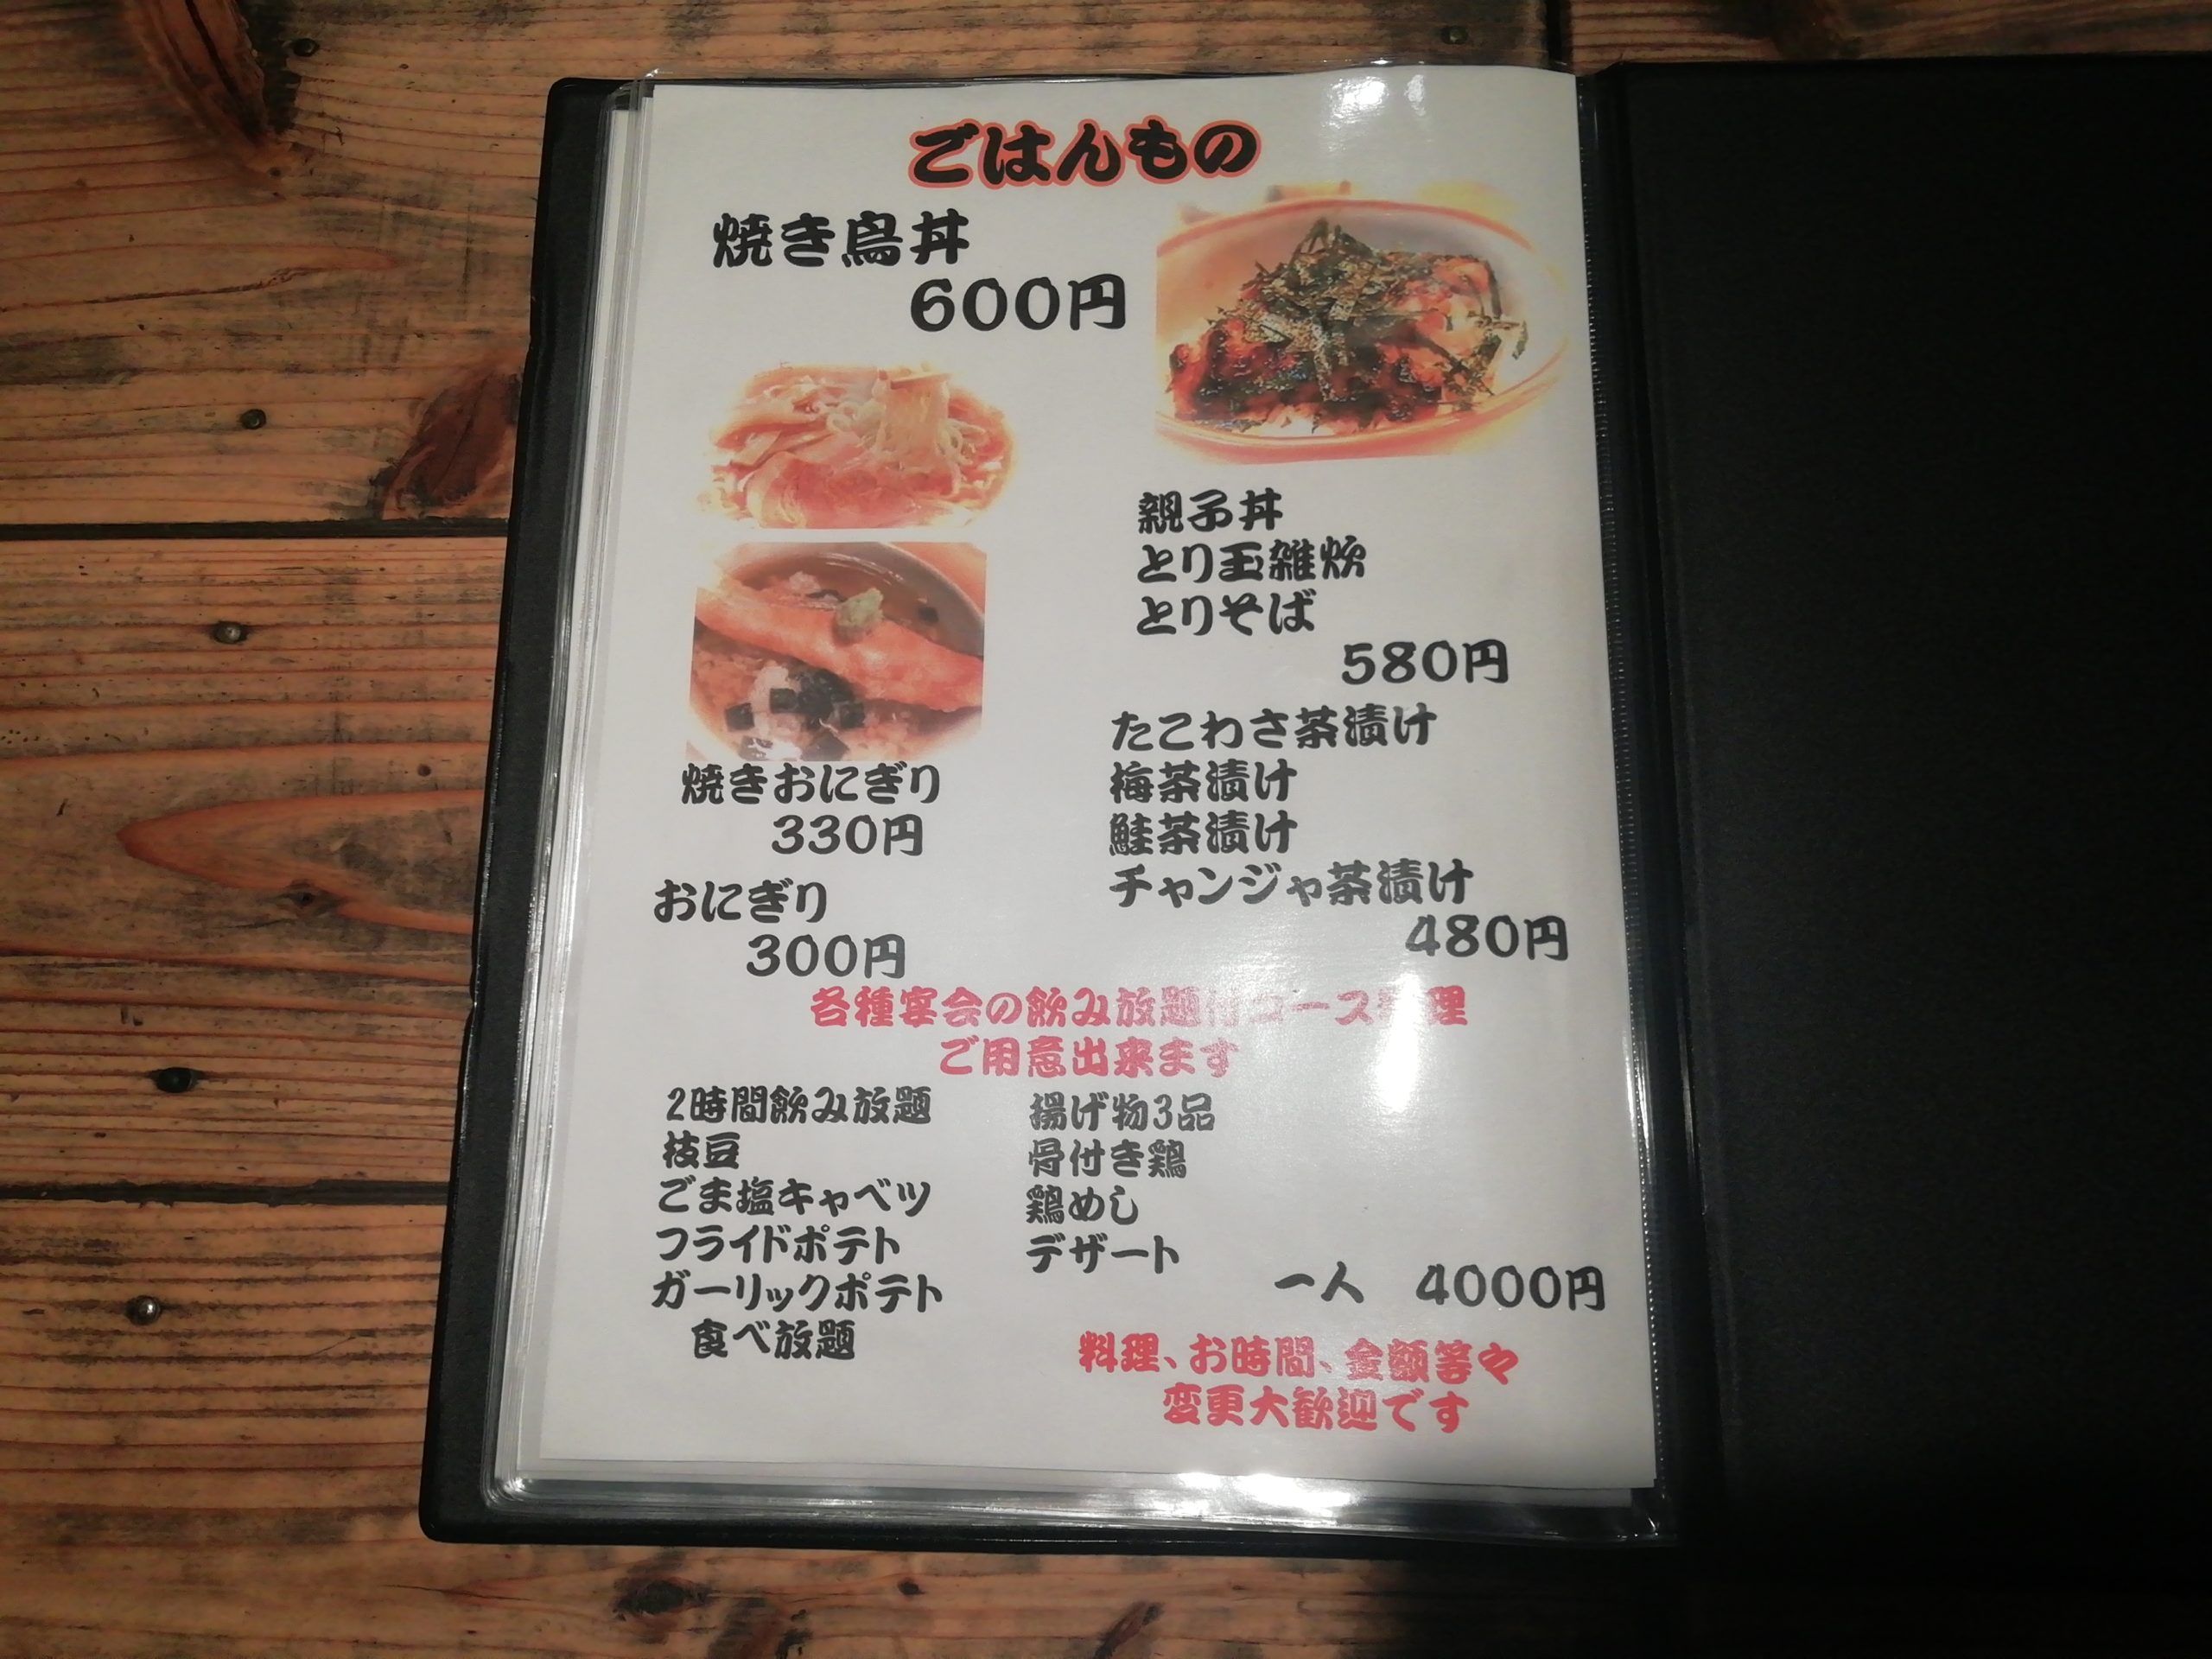 ごはんもの
焼き鳥丼
600円
親子丼
とり玉雑炊
とりそば
580円
たこわさ茶漬け
梅茶漬け
鮭茶漬け
チャンジャ茶漬け
480円
焼きおにぎり
330円
おにぎり
300円
各種宴会の飲み放題付コース料理
ご用意出来ます
2時間飲み放題
枝豆
ごま塩キャベツ
フライドポテト
ガーリックポテト
食べ放題
揚げ物3品
骨付き鶏
鶏めし
デザート
一人 4000円
料理、お時間、金額等々
変更大歓迎です